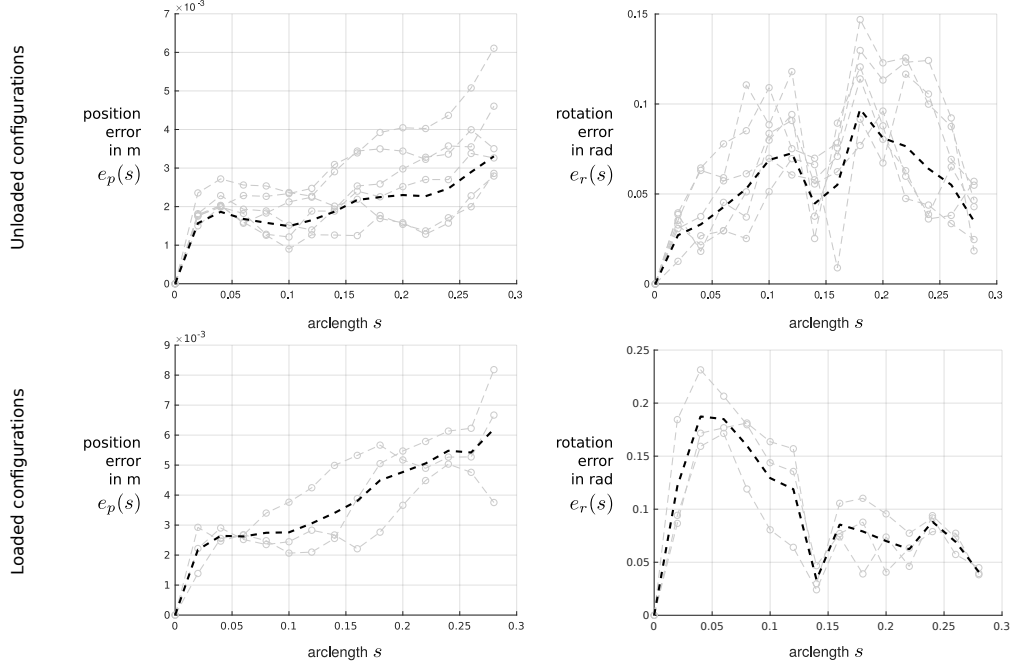 Unloaded configurations
position
error
in m
e_p(s)
×10⁻³
7
6
5
4
3
2
1
0
0 0.05 0.1 0.15 0.2 0.25 0.3
arclength s
rotation
error
in rad
e_r(s)
0.15
0.1
0.05
0
0 0.05 0.1 0.15 0.2 0.25 0.3
arclength s
Loaded configurations
position
error
in m
e_p(s)
×10⁻³
9
8
7
6
5
4
3
2
1
0
0 0.05 0.1 0.15 0.2 0.25 0.3
arclength s
rotation
error
in rad
e_r(s)
0.25
0.2
0.15
0.1
0.05
0
0 0.05 0.1 0.15 0.2 0.25 0.3
arclength s